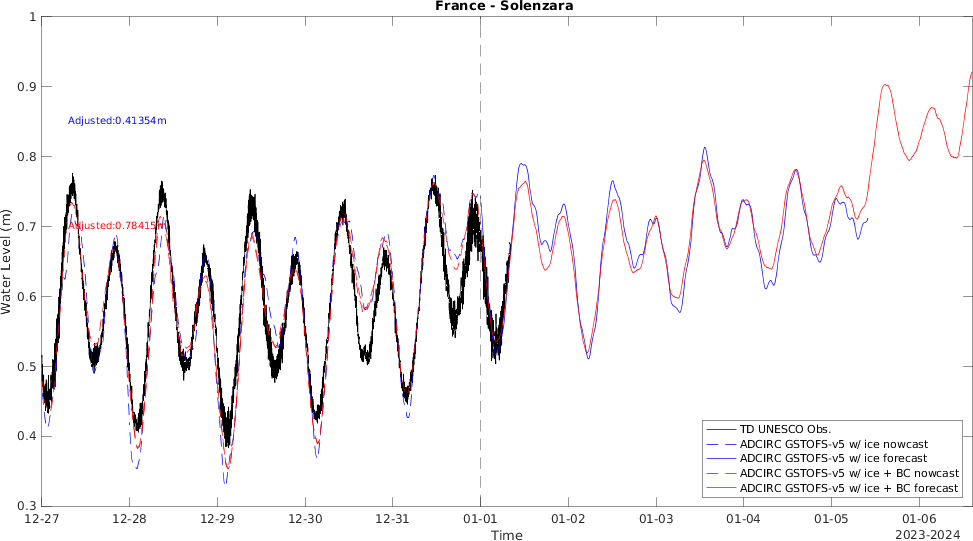 France - Solenzara
1
0.9
0.8
0.7
0.6
0.5
0.4
0.3
Water Level (m)
Adjusted:0.41354m
Adjusted:0.78415m
TD UNESCO Obs.
ADCIRC GSTOFS-v5 w/ ice nowcast
ADCIRC GSTOFS-v5 w/ ice forecast
ADCIRC GSTOFS-v5 w/ ice + BC nowcast
ADCIRC GSTOFS-v5 w/ ice + BC forecast
12-27 12-28 12-29 12-30 12-31 01-01 01-02 01-03 01-04 01-05 01-06
Time
2023-2024